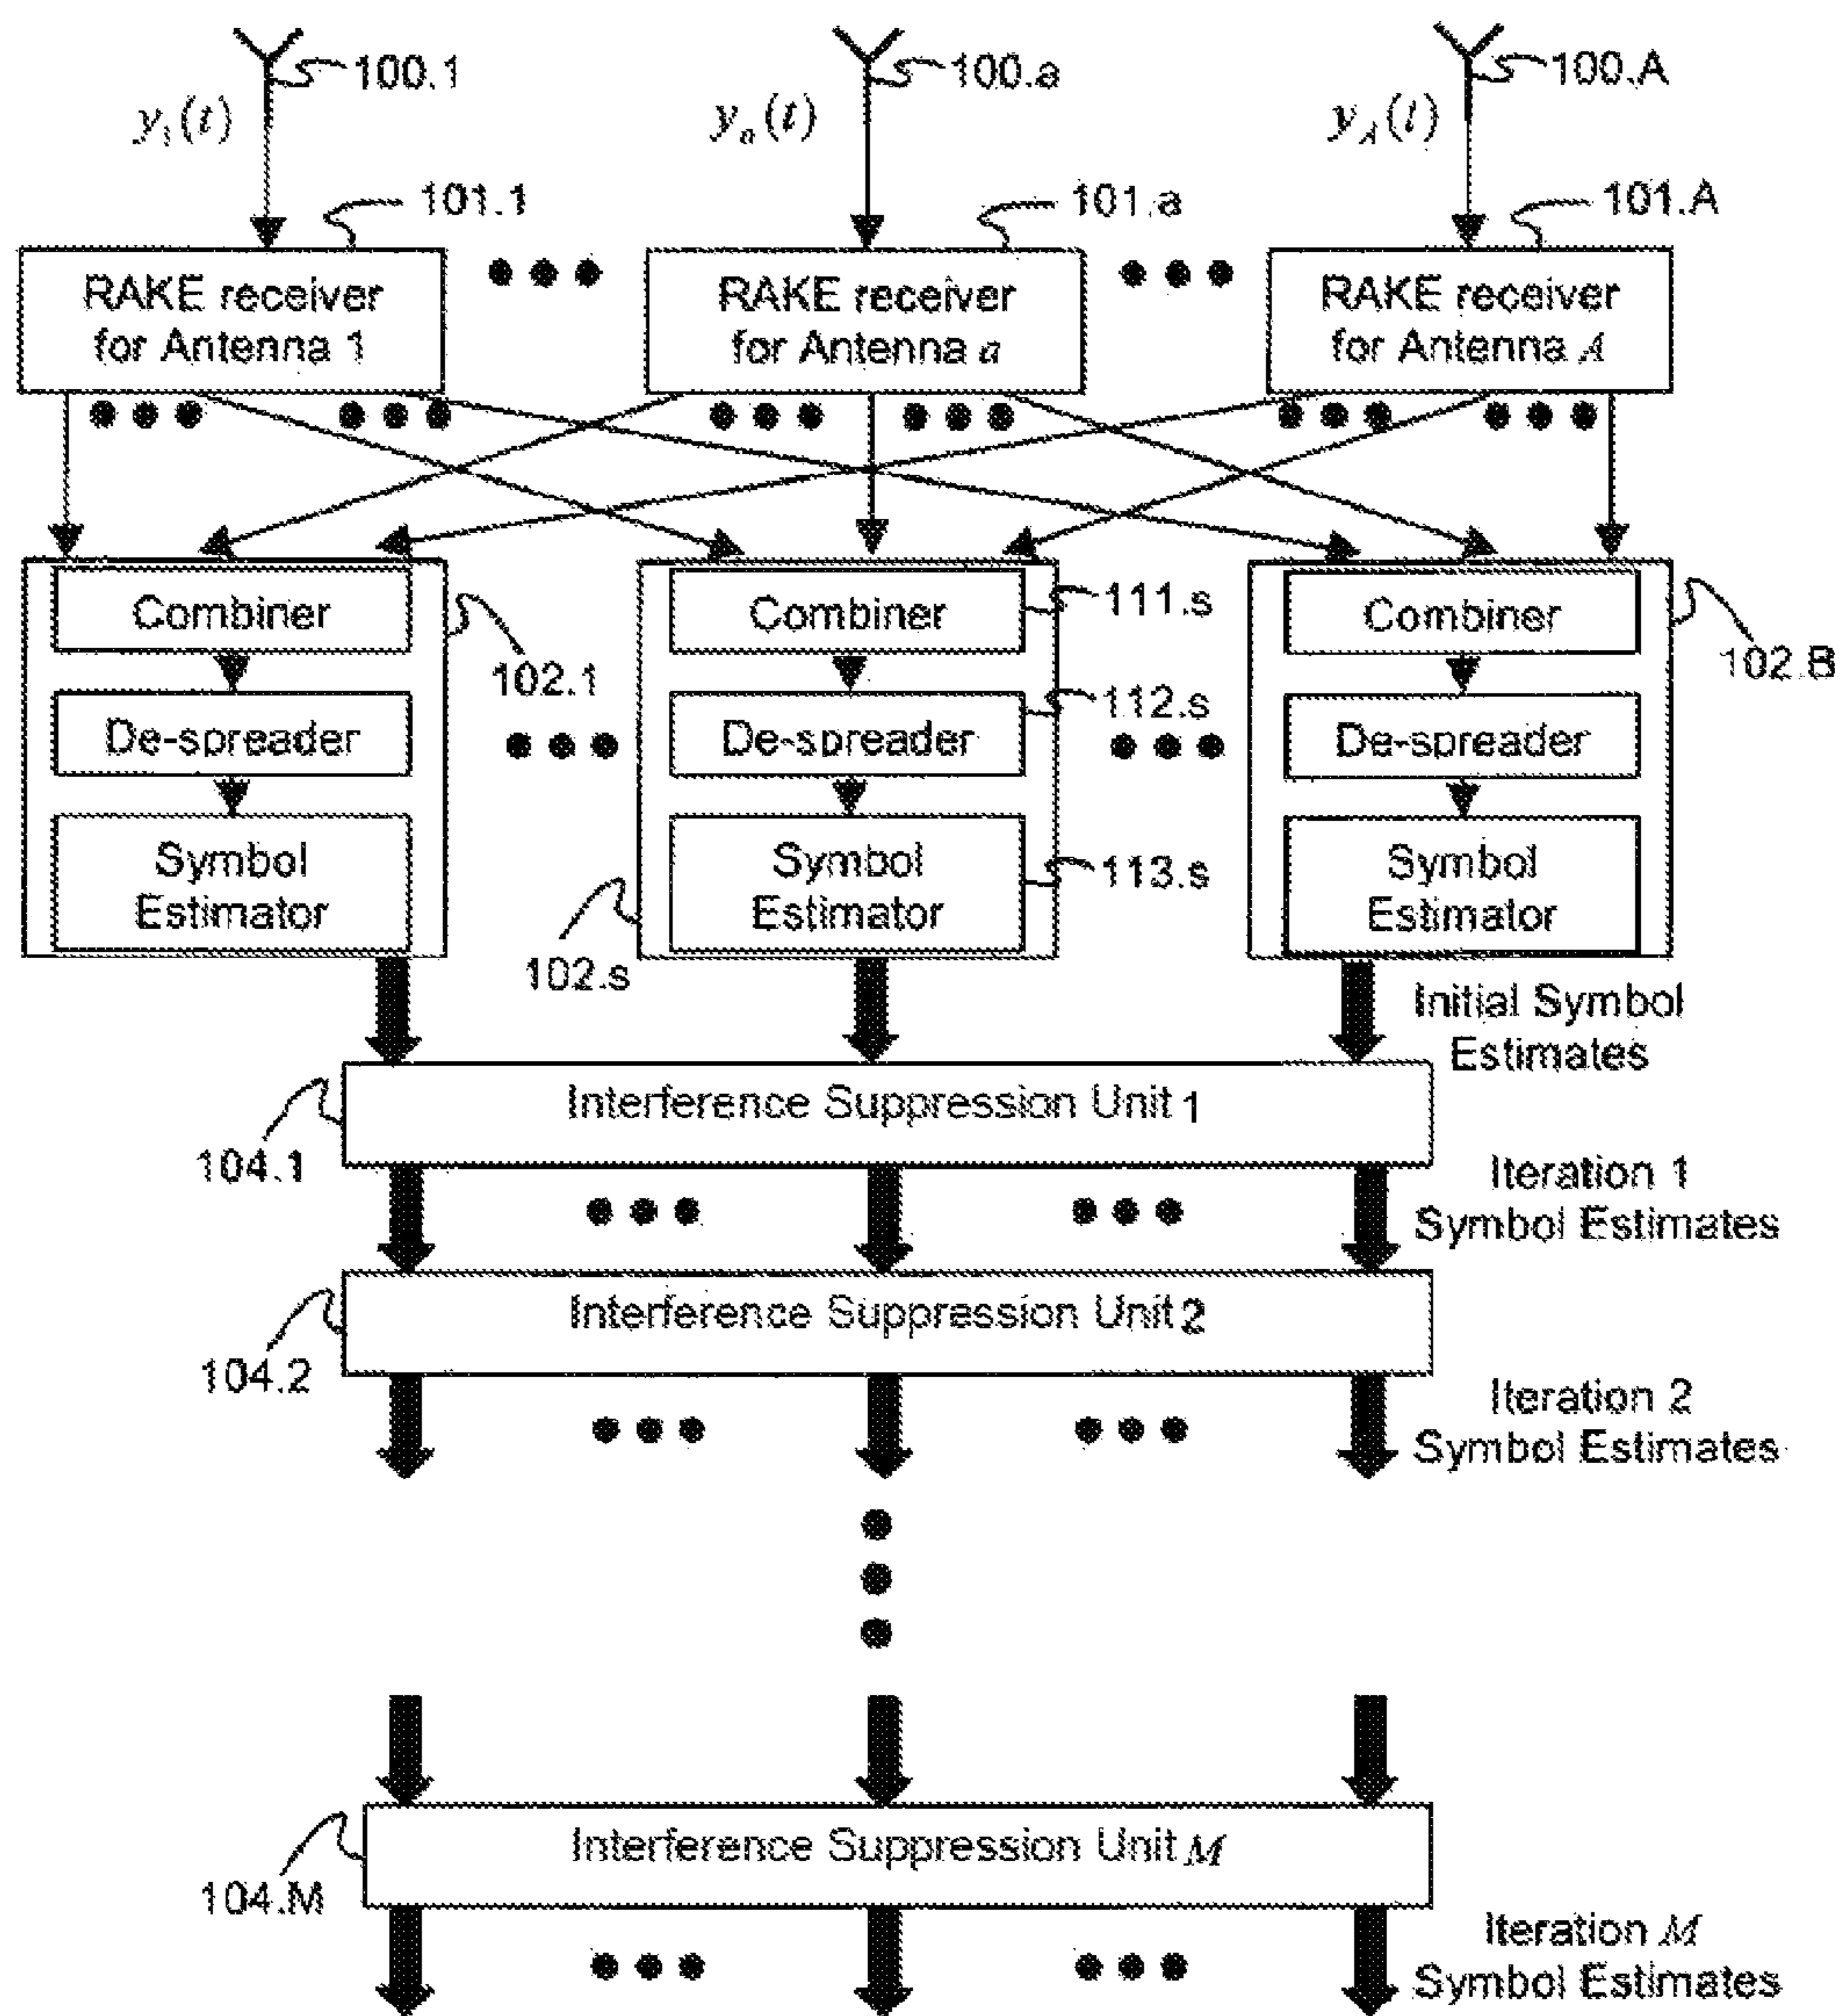 100.1
100.a
100.A
y₁(t)
yₐ(t)
y_A(t)
101.1
101.a
101.A
RAKE receiver
for Antenna 1
RAKE receiver
for Antenna a
RAKE receiver
for Antenna A
Combiner
De-spreader
Symbol
Estimator
102.1
Combiner
De-spreader
Symbol
Estimator
111.s
112.s
113.s
102.s
Combiner
De-spreader
Symbol
Estimator
102.B
Initial Symbol
Estimates
Interference Suppression Unit 1
104.1
Iteration 1
Symbol Estimates
Interference Suppression Unit 2
104.2
Iteration 2
Symbol Estimates
Interference Suppression Unit M
104.M
Iteration M
Symbol Estimates